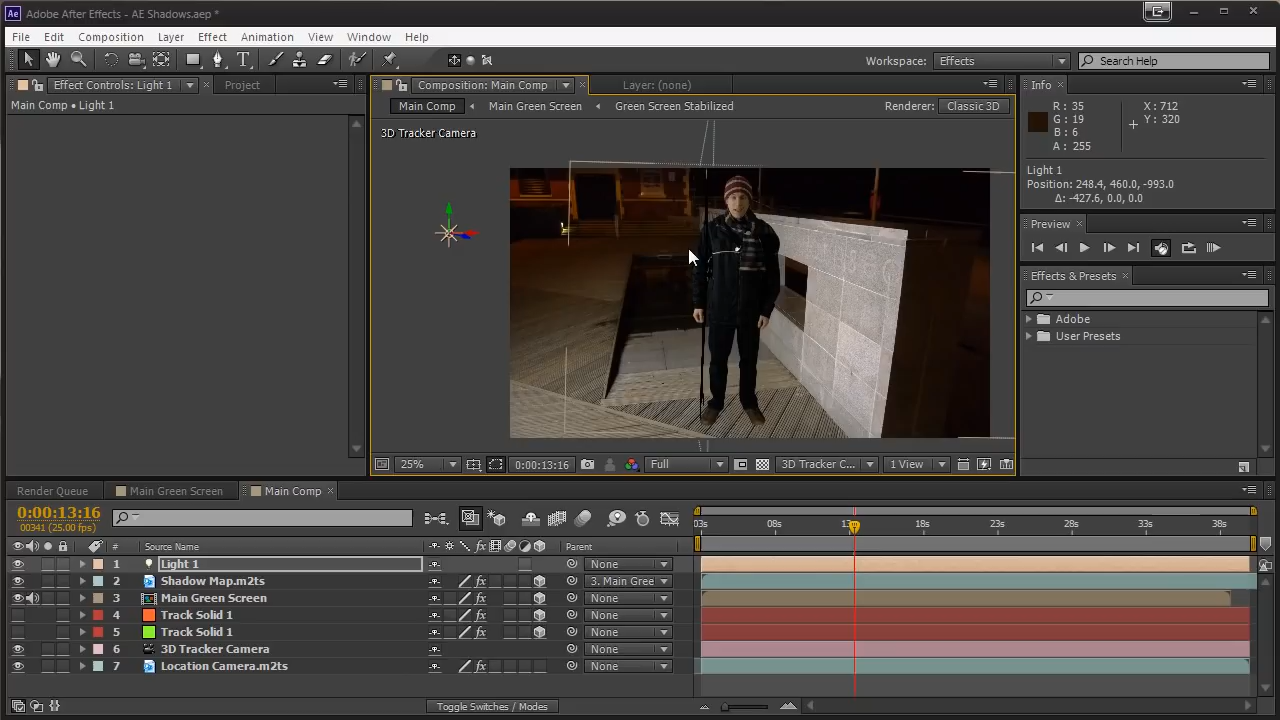 Adobe After Effects - AE Shadows.aep *
File Edit Composition Layer Effect Animation View Window Help
Workspace: Effects Search Help
Effect Controls: Light 1 Project
Main Comp • Light 1
Composition: Main Comp Layer: (none)
Main Comp Main Green Screen Green Screen Stabilized Renderer: Classic 3D
3D Tracker Camera
25% 0:00:13:16 Full 3D Tracker C... 1 View
Info
R: 35 X: 712
G: 19 Y: 320
B: 6
A: 255
Light 1
Position: 248.4, 460.0, -993.0
Δ: -427.6, 0.0, 0.0
Preview
Effects & Presets
Adobe
User Presets
Render Queue Main Green Screen Main Comp
0:00:13:16
00341 (25.00 fps)
03s 08s 13s 18s 23s 28s 33s 38s
# Source Name Parent
1 Light 1 None
2 Shadow Map.m2ts 3. Main Gree
3 Main Green Screen None
4 Track Solid 1 None
5 Track Solid 1 None
6 3D Tracker Camera None
7 Location Camera.m2ts None
Toggle Switches / Modes